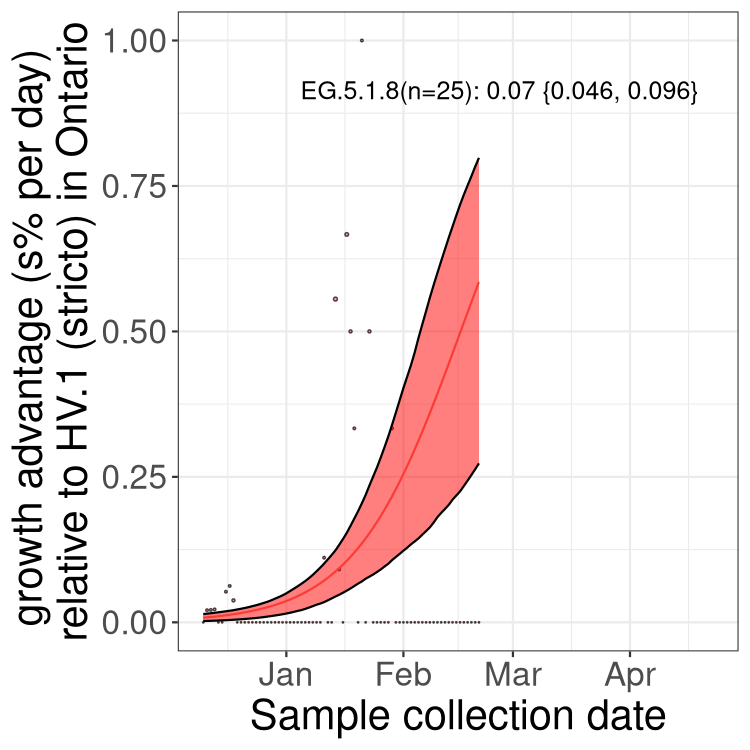 growth advantage (s% per day)
relative to HV.1 (stricto) in Ontario
1.00
0.75
0.50
0.25
0.00
EG.5.1.8(n=25): 0.07 {0.046, 0.096}
Jan Feb Mar Apr
Sample collection date